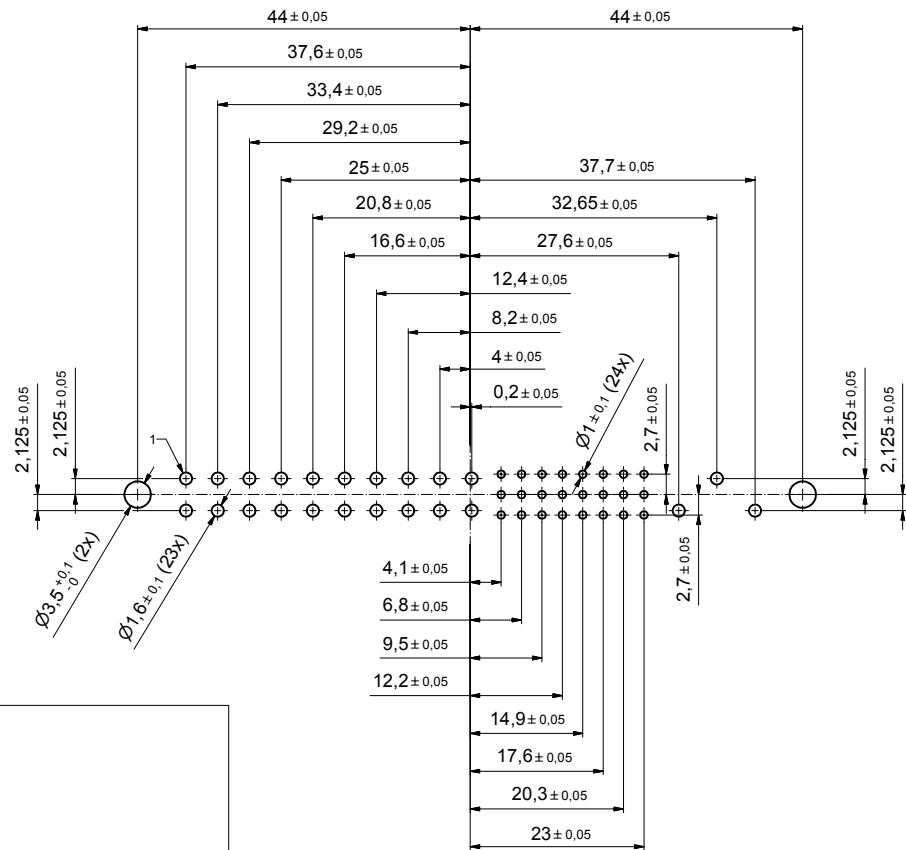 44 ± 0,05
44 ± 0,05
37,6 ± 0,05
33,4 ± 0,05
29,2 ± 0,05
25 ± 0,05
37,7 ± 0,05
20,8 ± 0,05
32,65 ± 0,05
16,6 ± 0,05
27,6 ± 0,05
12,4 ± 0,05
8,2 ± 0,05
4 ± 0,05
0,2 ± 0,05
2,125 ± 0,05
2,125 ± 0,05
1
Ø1 ± 0,1 (24x)
2,7 ± 0,05
2,125 ± 0,05
2,125 ± 0,05
Ø3,5 +0,1 -0 (2x)
Ø1,6 ± 0,1 (23x)
2,7 ± 0,05
4,1 ± 0,05
6,8 ± 0,05
9,5 ± 0,05
12,2 ± 0,05
14,9 ± 0,05
17,6 ± 0,05
20,3 ± 0,05
23 ± 0,05